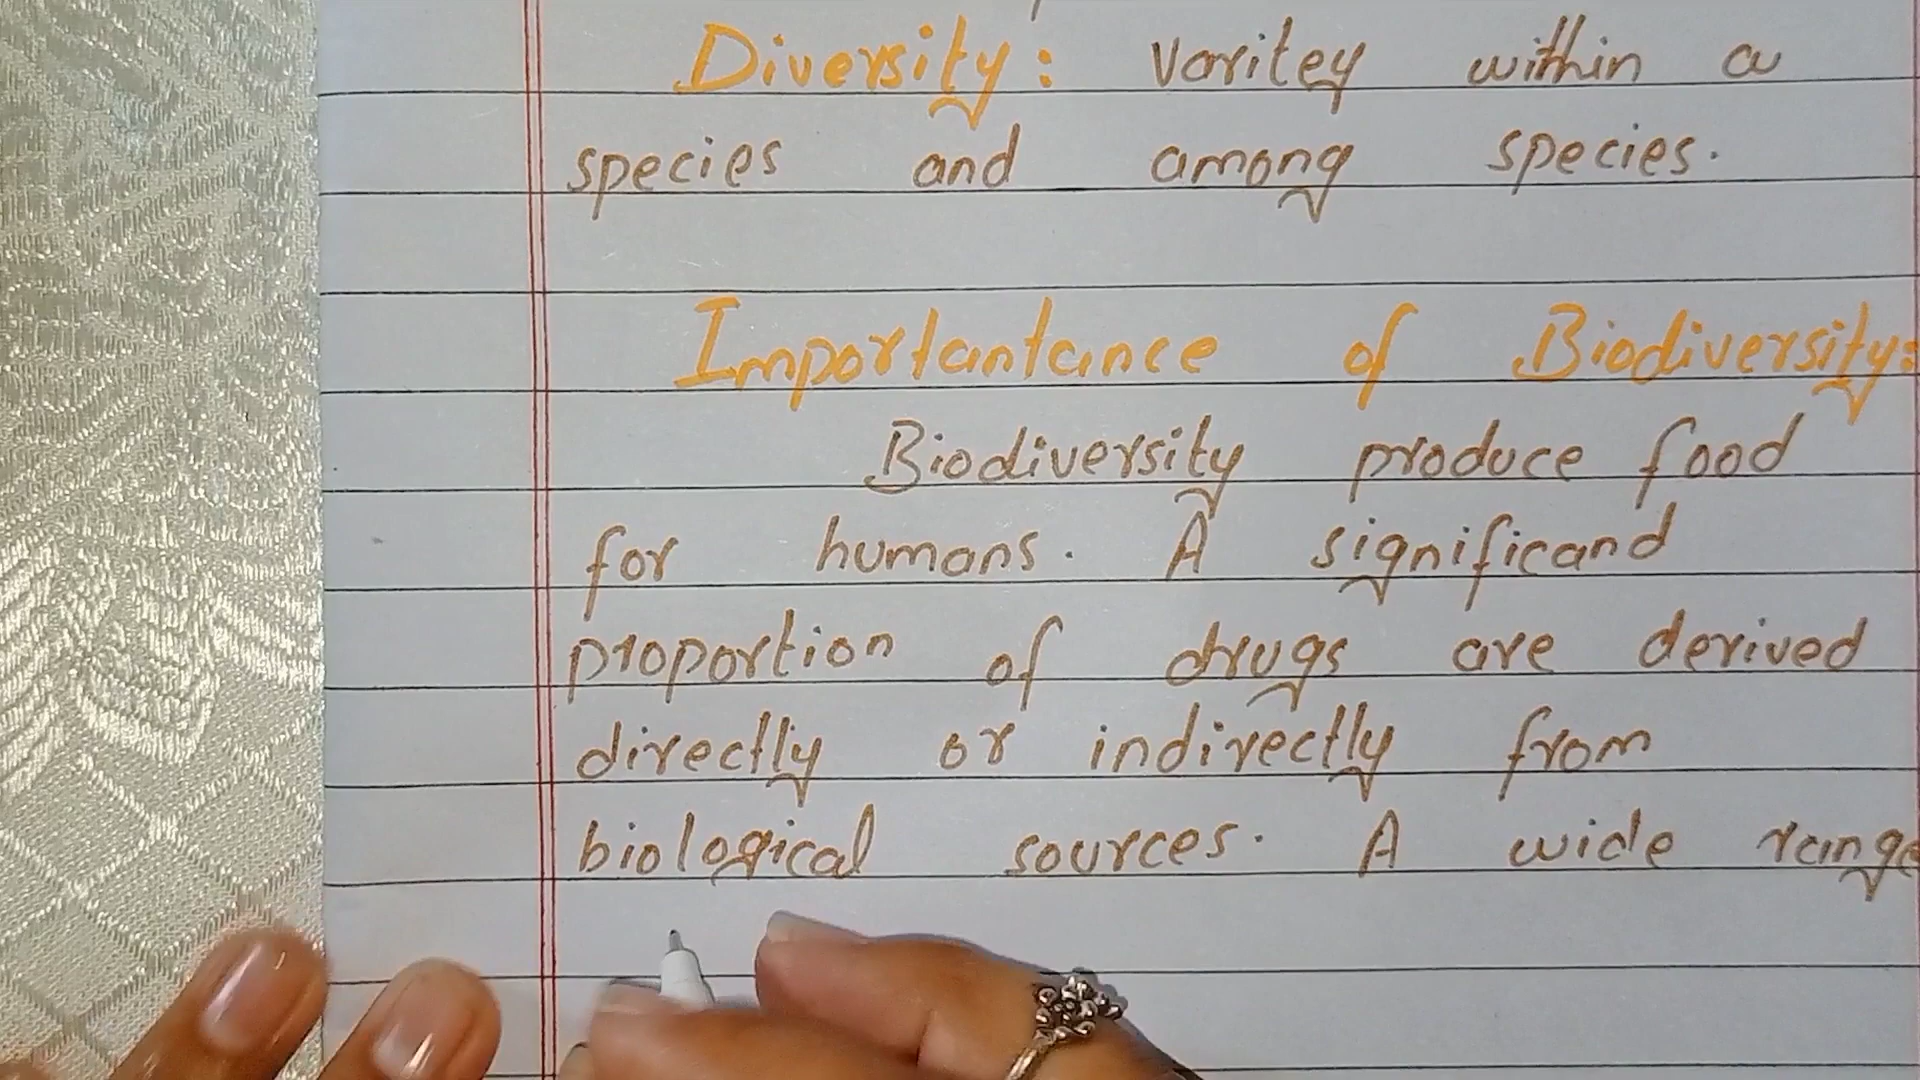 Diversity: Varitey within a
species and among species.
Importantance of Biodiversity:
Biodiversity produce food
for humans. A significand
proportion of drugs are derived
directly or indirectly from
biological sources. A wide range